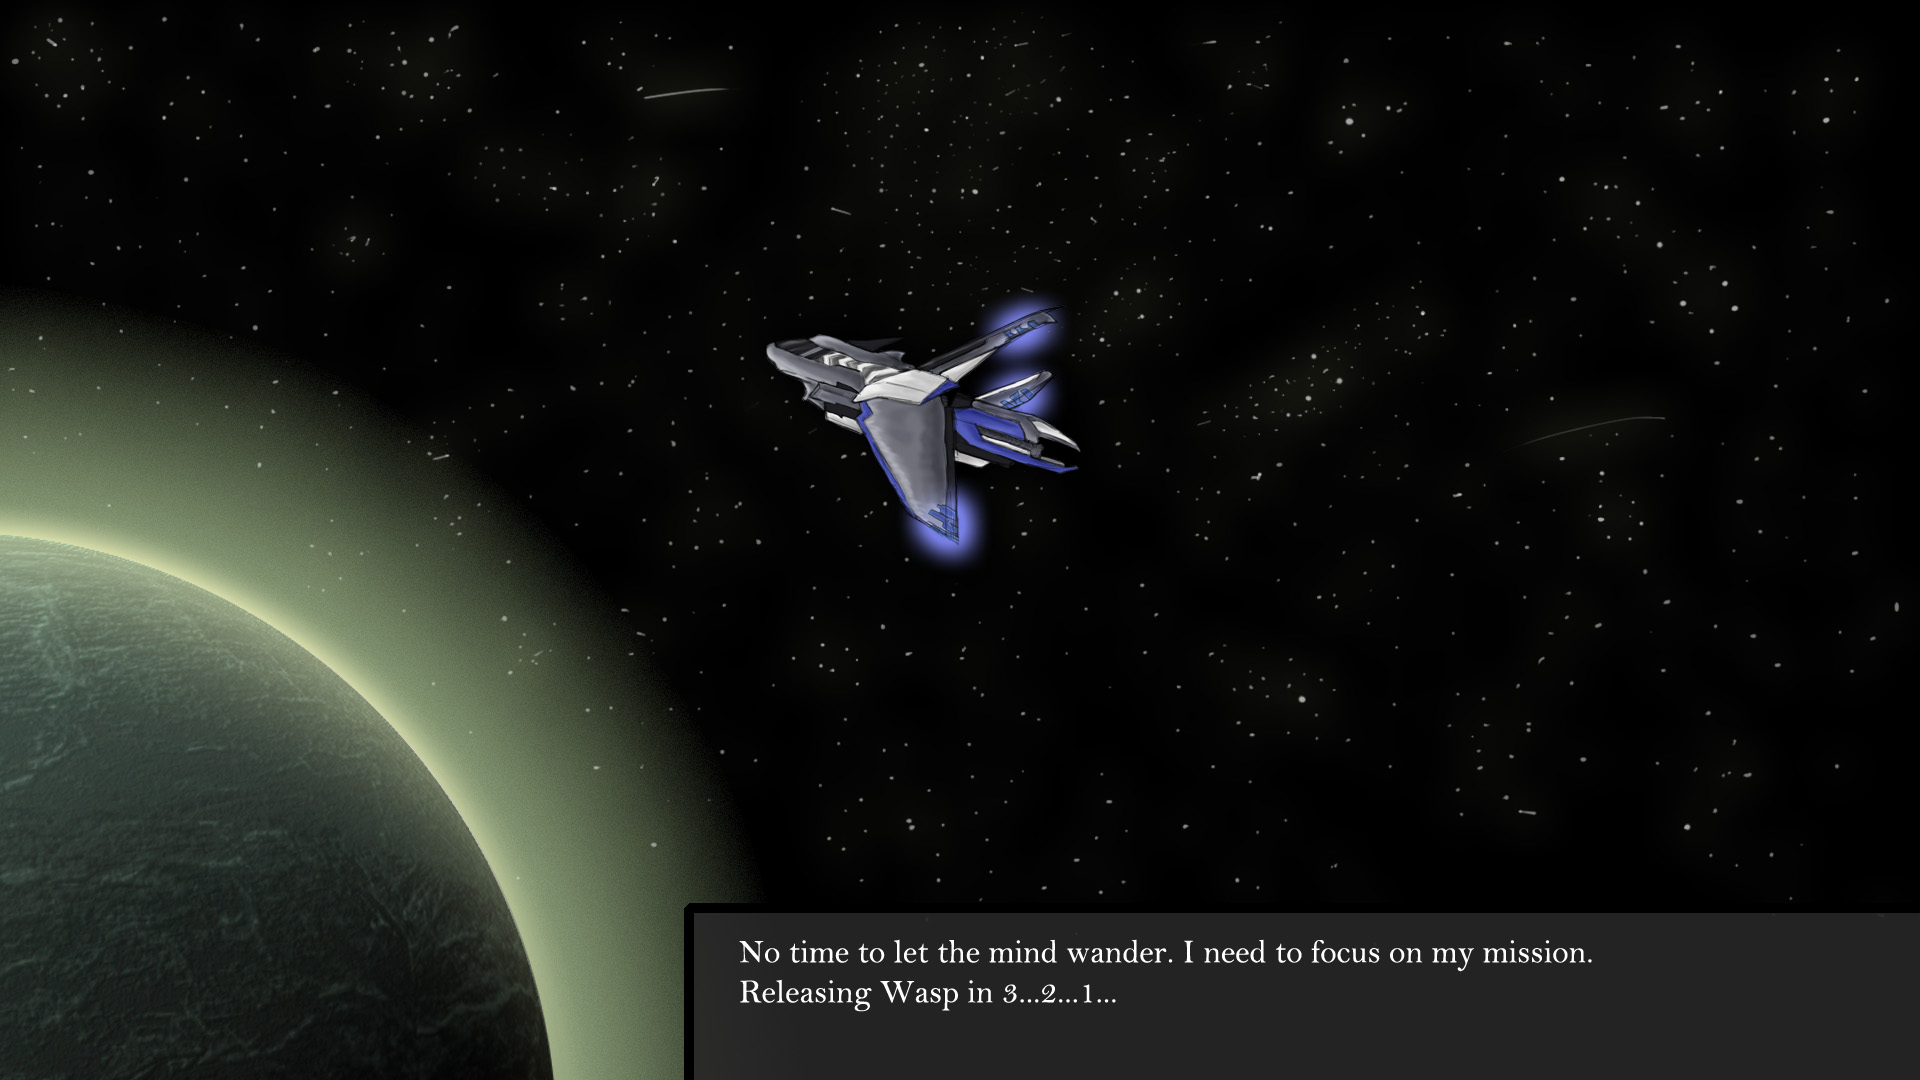 No time to let the mind wander. I need to focus on my mission.
Releasing Wasp in 3...2...1...